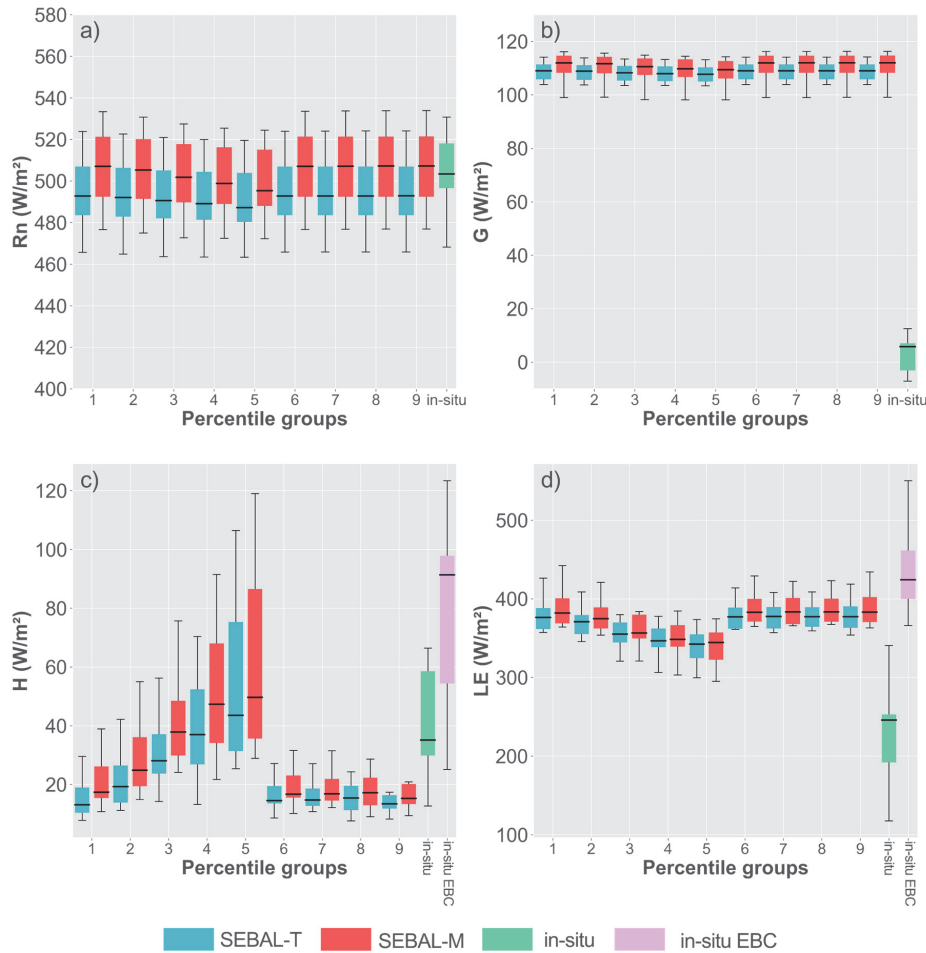 a)
580
560
540
520
500
480
460
440
420
400
Rn (W/m²)
1 2 3 4 5 6 7 8 9 in-situ
Percentile groups
b)
120
100
80
60
40
20
0
G (W/m²)
1 2 3 4 5 6 7 8 9 in-situ
Percentile groups
c)
120
100
80
60
40
20
H (W/m²)
1 2 3 4 5 6 7 8 9 in-situ in-situ EBC
Percentile groups
d)
500
400
300
200
100
LE (W/m²)
1 2 3 4 5 6 7 8 9 in-situ in-situ EBC
Percentile groups
SEBAL-T SEBAL-M in-situ in-situ EBC